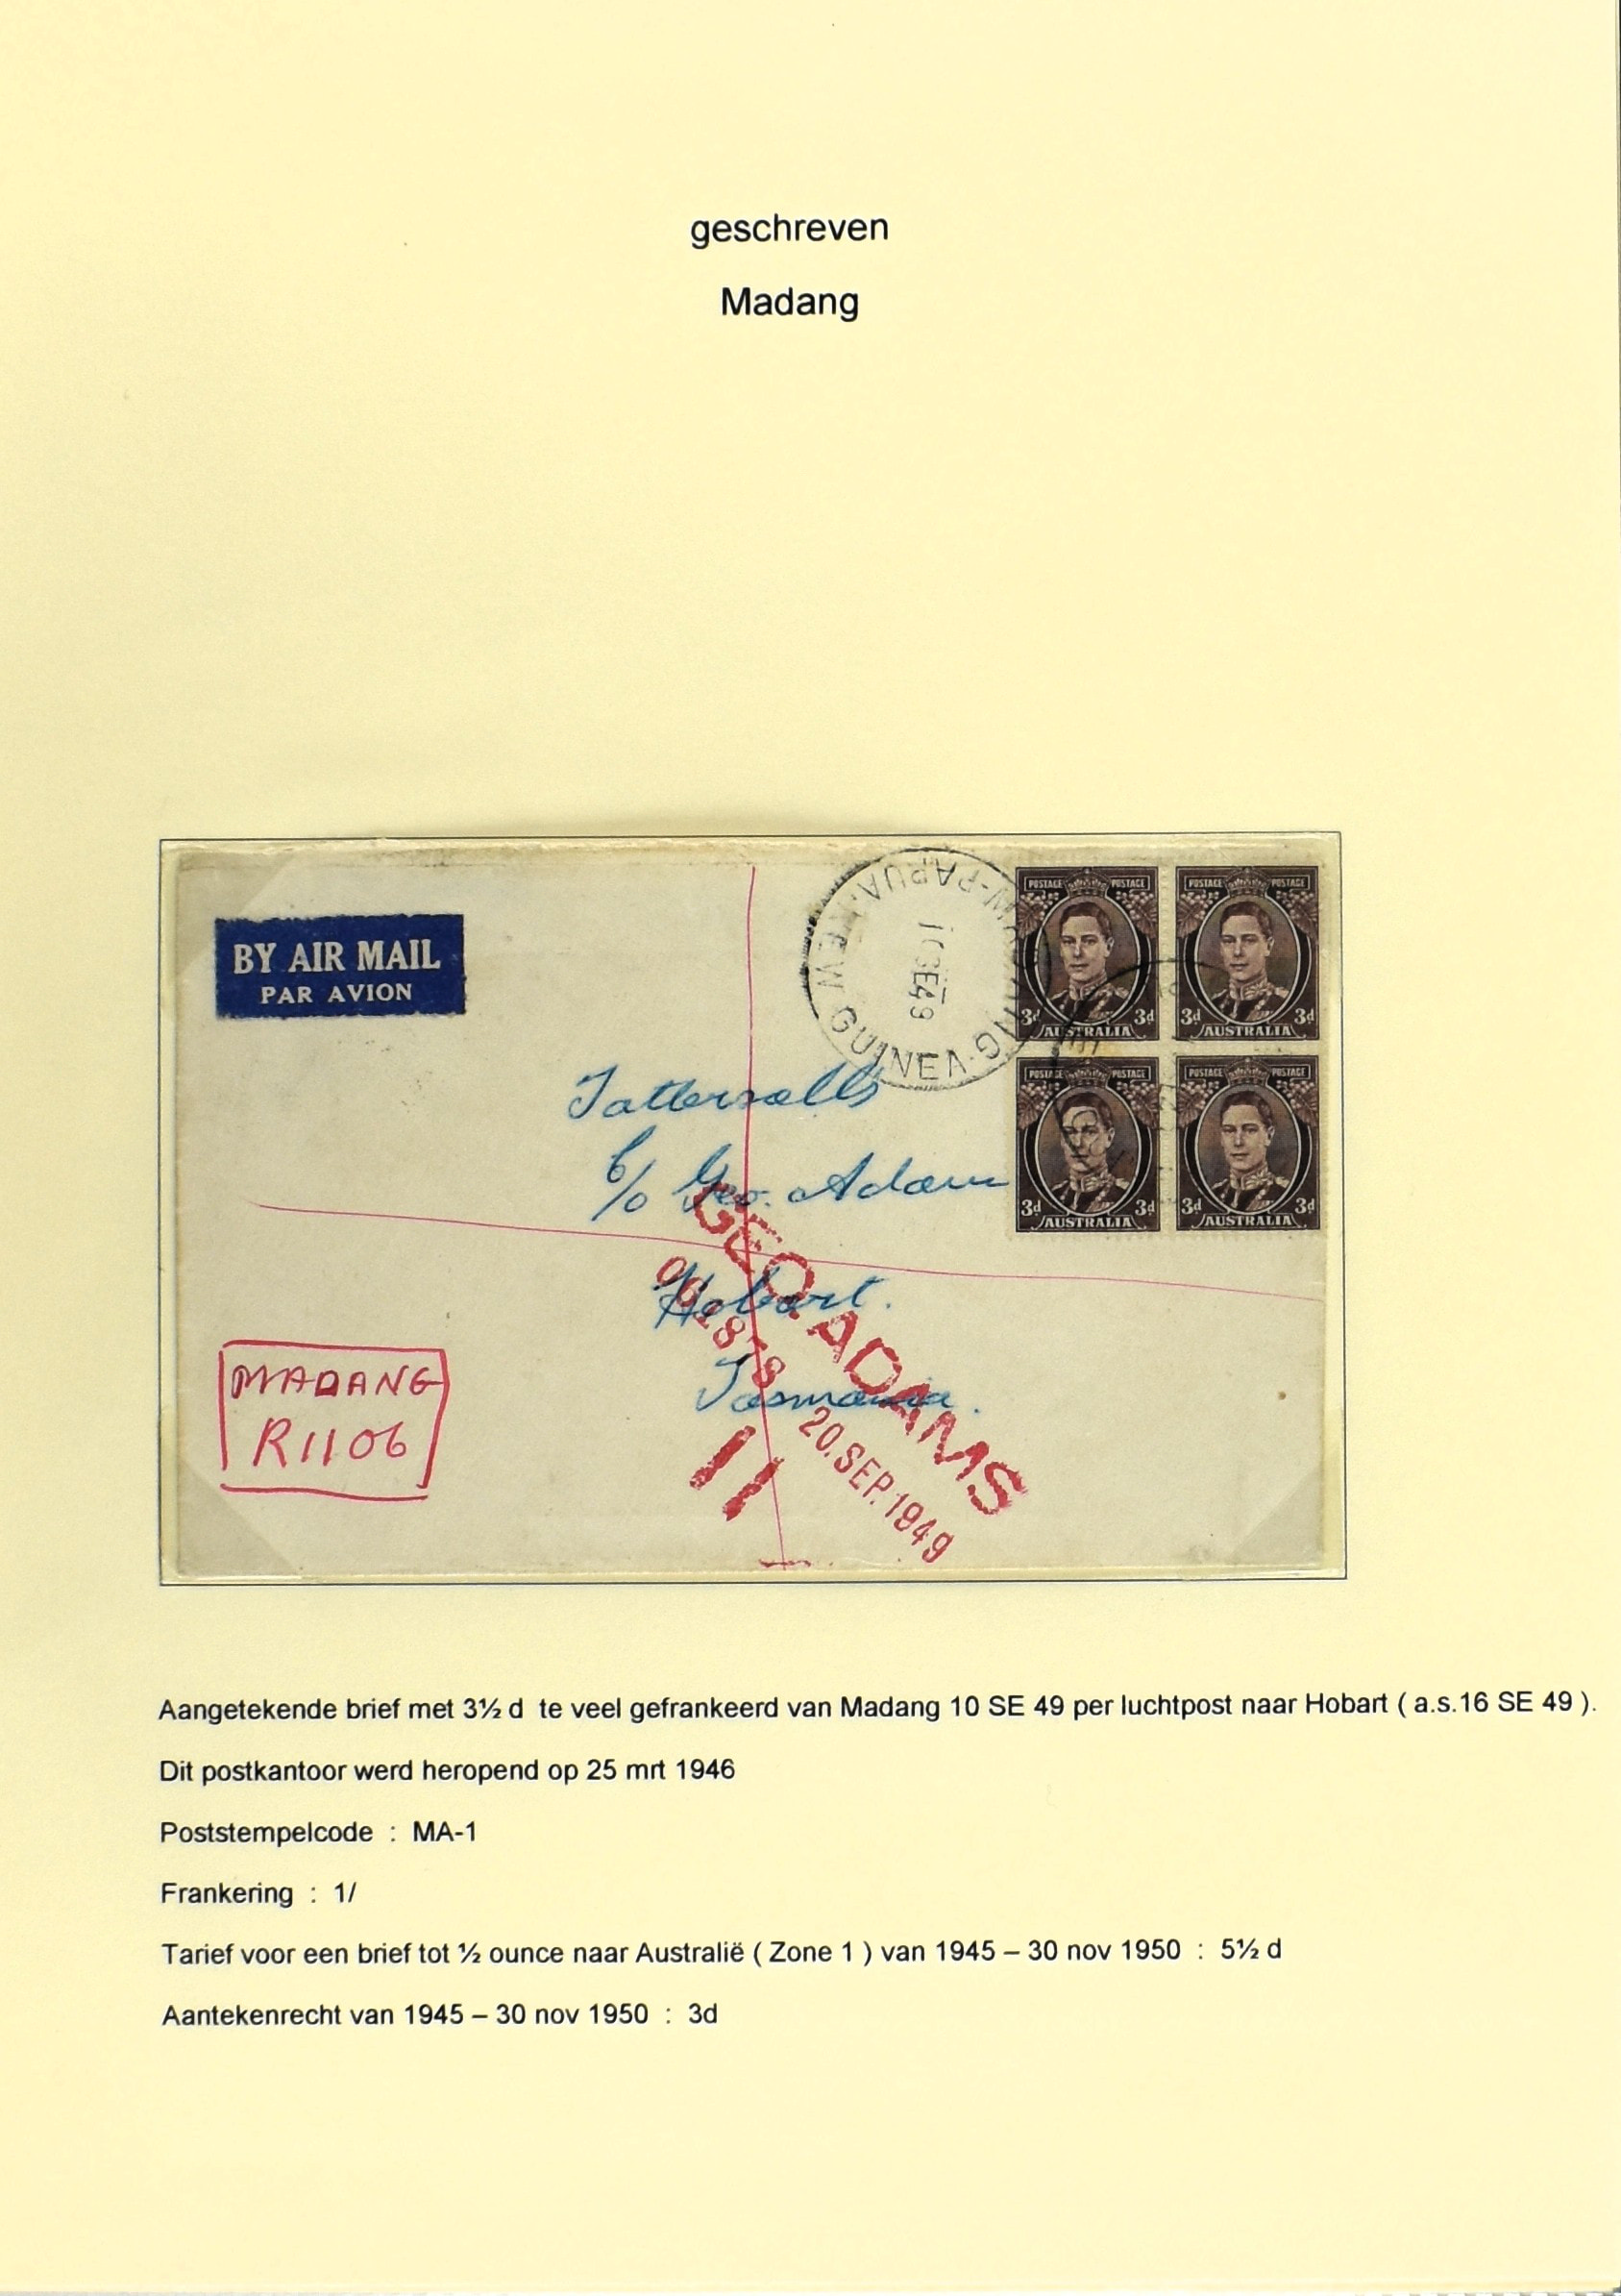 geschreven
Madang
BY AIR MAIL
PAR AVION
MADANG-PAPUA-NEW GUINEA
10SE49
POSTAGE POSTAGE
3d 3d
AUSTRALIA
POSTAGE POSTAGE
3d 3d
AUSTRALIA
POSTAGE POSTAGE
3d 3d
AUSTRALIA
POSTAGE POSTAGE
3d 3d
AUSTRALIA
Tattersalls
c/o Geo. Adams
Hobart.
Tasmania.
GEO. ADAMS
20.SEP.1949
11
MADANG
R1106
Aangetekende brief met 3½ d te veel gefrankeerd van Madang 10 SE 49 per luchtpost naar Hobart ( a.s.16 SE 49 ).
Dit postkantoor werd heropend op 25 mrt 1946
Poststempelcode : MA-1
Frankering : 1/
Tarief voor een brief tot ½ ounce naar Australië ( Zone 1 ) van 1945 – 30 nov 1950 : 5½ d
Aantekenrecht van 1945 – 30 nov 1950 : 3d